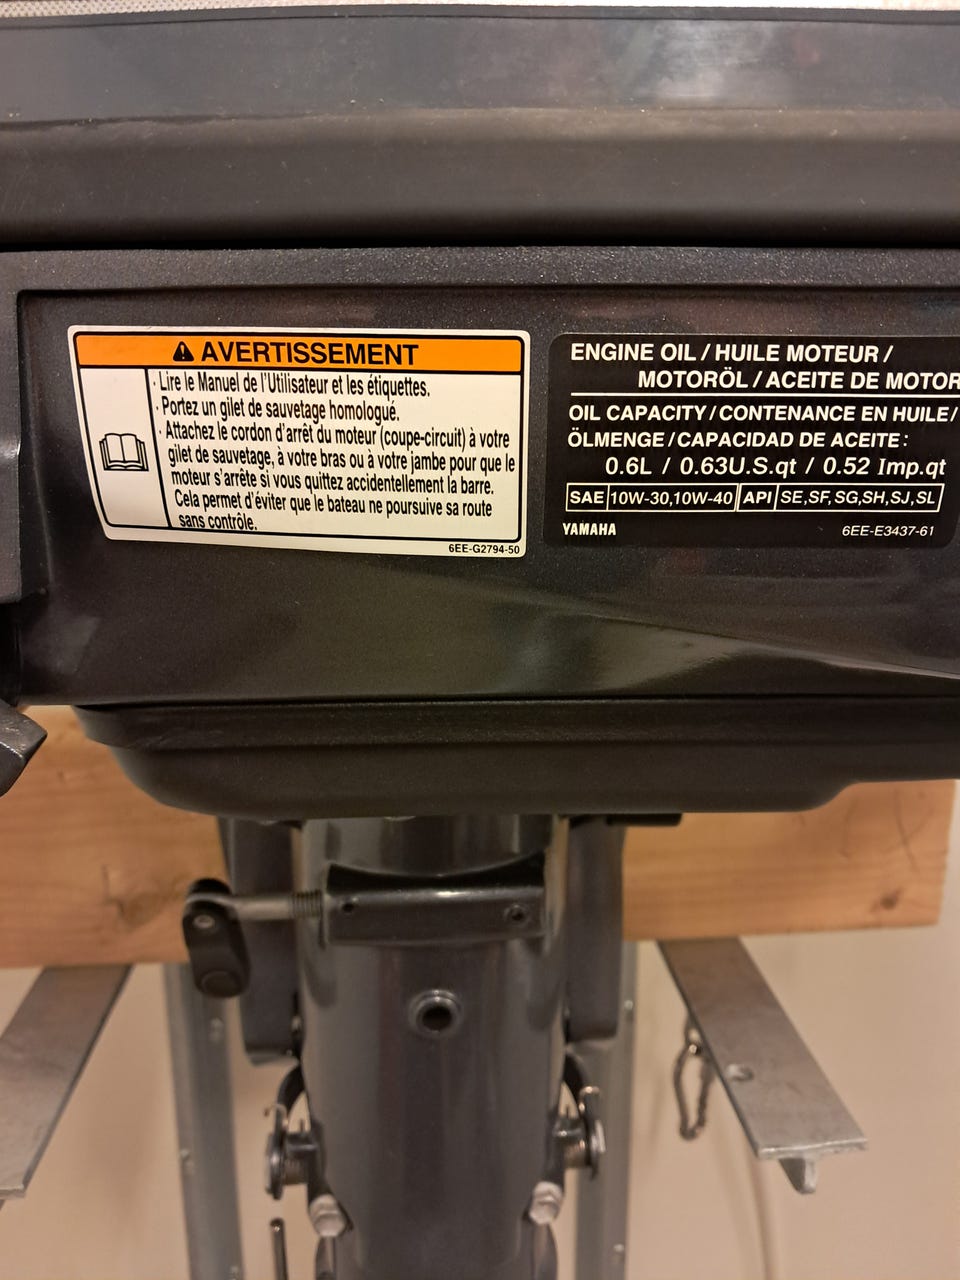 AVERTISSEMENT
· Lire le Manuel de l'Utilisateur et les étiquettes.
· Portez un gilet de sauvetage homologué.
· Attachez le cordon d'arrêt du moteur (coupe-circuit) à votre
gilet de sauvetage, à votre bras ou à votre jambe pour que le
moteur s'arrête si vous quittez accidentellement la barre.
Cela permet d'éviter que le bateau ne poursuive sa route
sans contrôle.
6EE-G2794-50
ENGINE OIL / HUILE MOTEUR /
MOTORÖL / ACEITE DE MOTOR
OIL CAPACITY / CONTENANCE EN HUILE /
ÖLMENGE / CAPACIDAD DE ACEITE :
0.6L / 0.63U.S.qt / 0.52 Imp.qt
SAE 10W-30,10W-40 API SE,SF,SG,SH,SJ,SL
YAMAHA 6EE-E3437-61